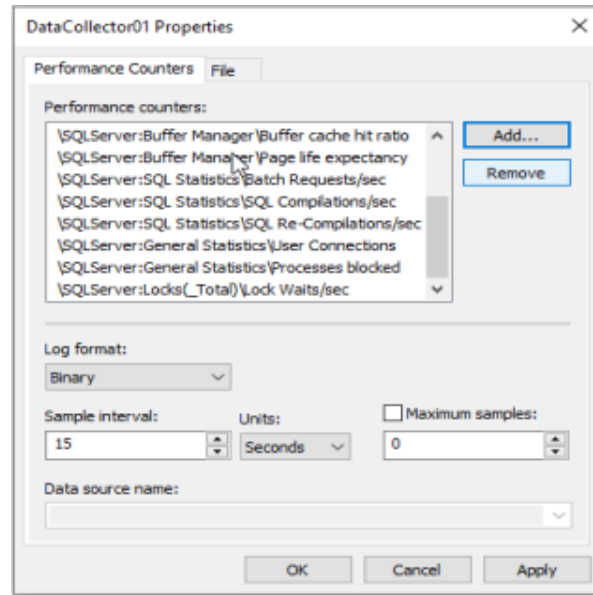 DataCollector01 Properties
Performance Counters File
Performance counters:
\SQLServer:Buffer Manager\Buffer cache hit ratio
\SQLServer:Buffer Manager\Page life expectancy
\SQLServer:SQL Statistics\Batch Requests/sec
\SQLServer:SQL Statistics\SQL Compilations/sec
\SQLServer:SQL Statistics\SQL Re-Compilations/sec
\SQLServer:General Statistics\User Connections
\SQLServer:General Statistics\Processes blocked
\SQLServer:Locks(_Total)\Lock Waits/sec
Add...
Remove
Log format:
Binary
Sample interval: Units: Maximum samples:
15 Seconds 0
Data source name:
OK Cancel Apply